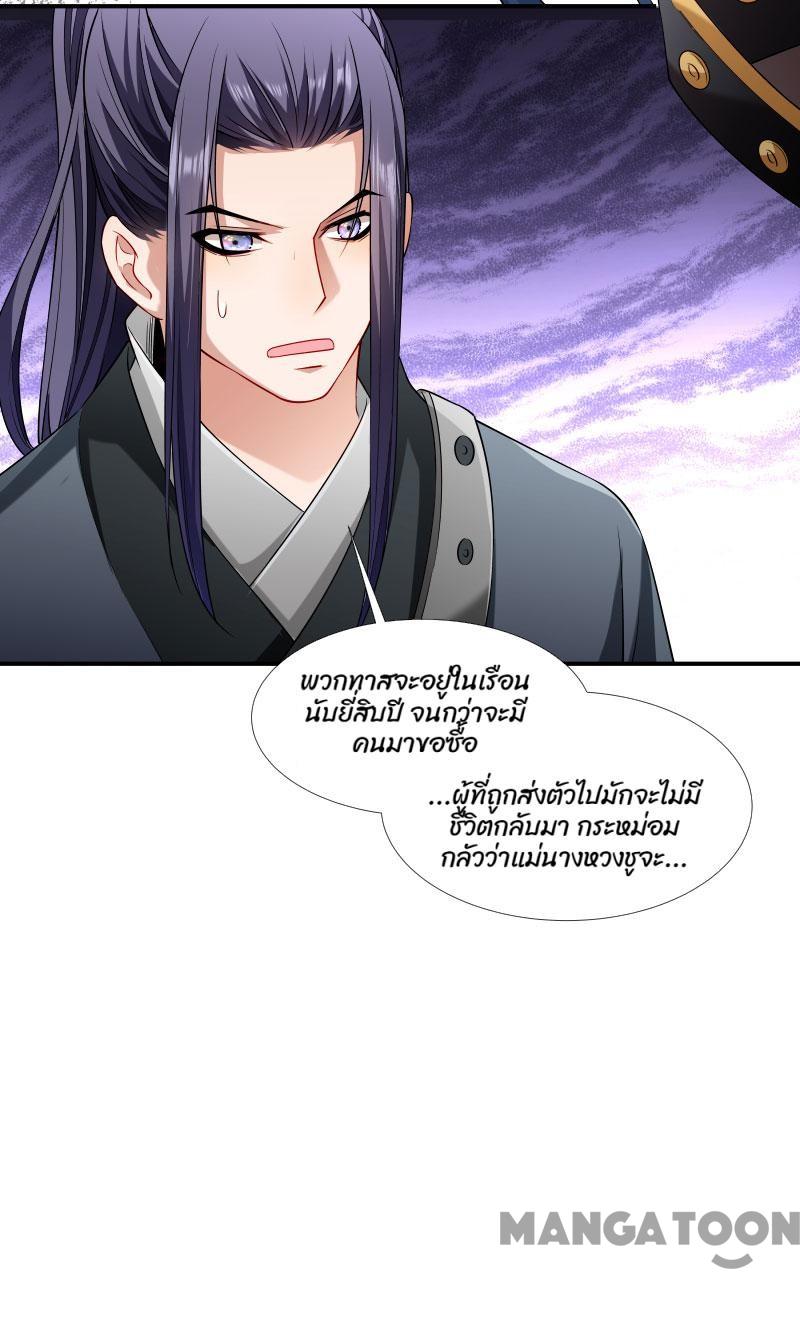 พวกทาสจะอยู่ในเรือน
นับยี่สิบปี จนกว่าจะมี
คนมาขอซื้อ
...ผู้ที่ถูกส่งตัวไปมักจะไม่มี
ชีวิตกลับมา กระหม่อม
กลัวว่าแม่นางหวงชูจะ...
MANGATOON